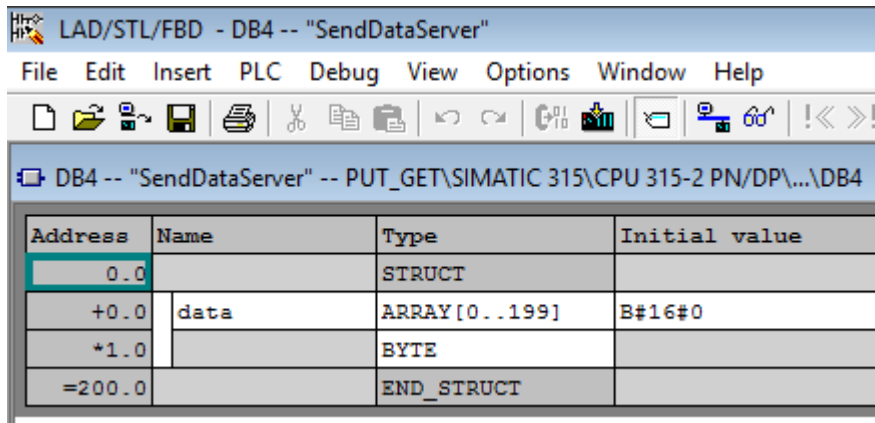 LAD/STL/FBD - DB4 -- "SendDataServer"
File Edit Insert PLC Debug View Options Window Help
DB4 -- "SendDataServer" -- PUT_GET\SIMATIC 315\CPU 315-2 PN/DP\...\DB4
Address Name Type Initial value
0.0 STRUCT
+0.0 data ARRAY[0..199] B#16#0
*1.0 BYTE
=200.0 END_STRUCT